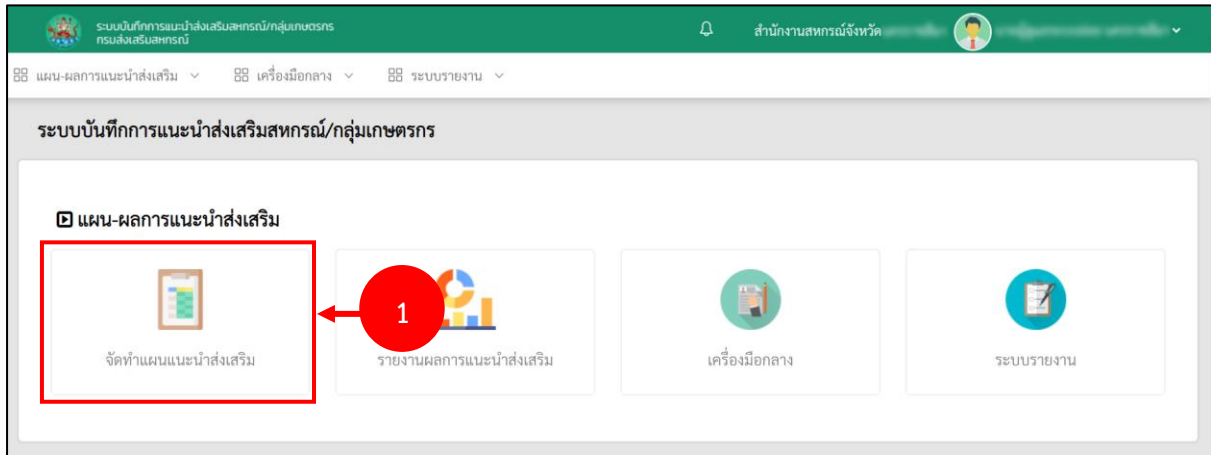 ระบบบันทึกการแนะนำส่งเสริมสหกรณ์/กลุ่มเกษตรกร
กรมส่งเสริมสหกรณ์
สำนักงานสหกรณ์จังหวัด
แผน-ผลการแนะนำส่งเสริม
เครื่องมือกลาง
ระบบรายงาน
ระบบบันทึกการแนะนำส่งเสริมสหกรณ์/กลุ่มเกษตรกร
แผน-ผลการแนะนำส่งเสริม
1
จัดทำแผนแนะนำส่งเสริม
รายงานผลการแนะนำส่งเสริม
เครื่องมือกลาง
ระบบรายงาน